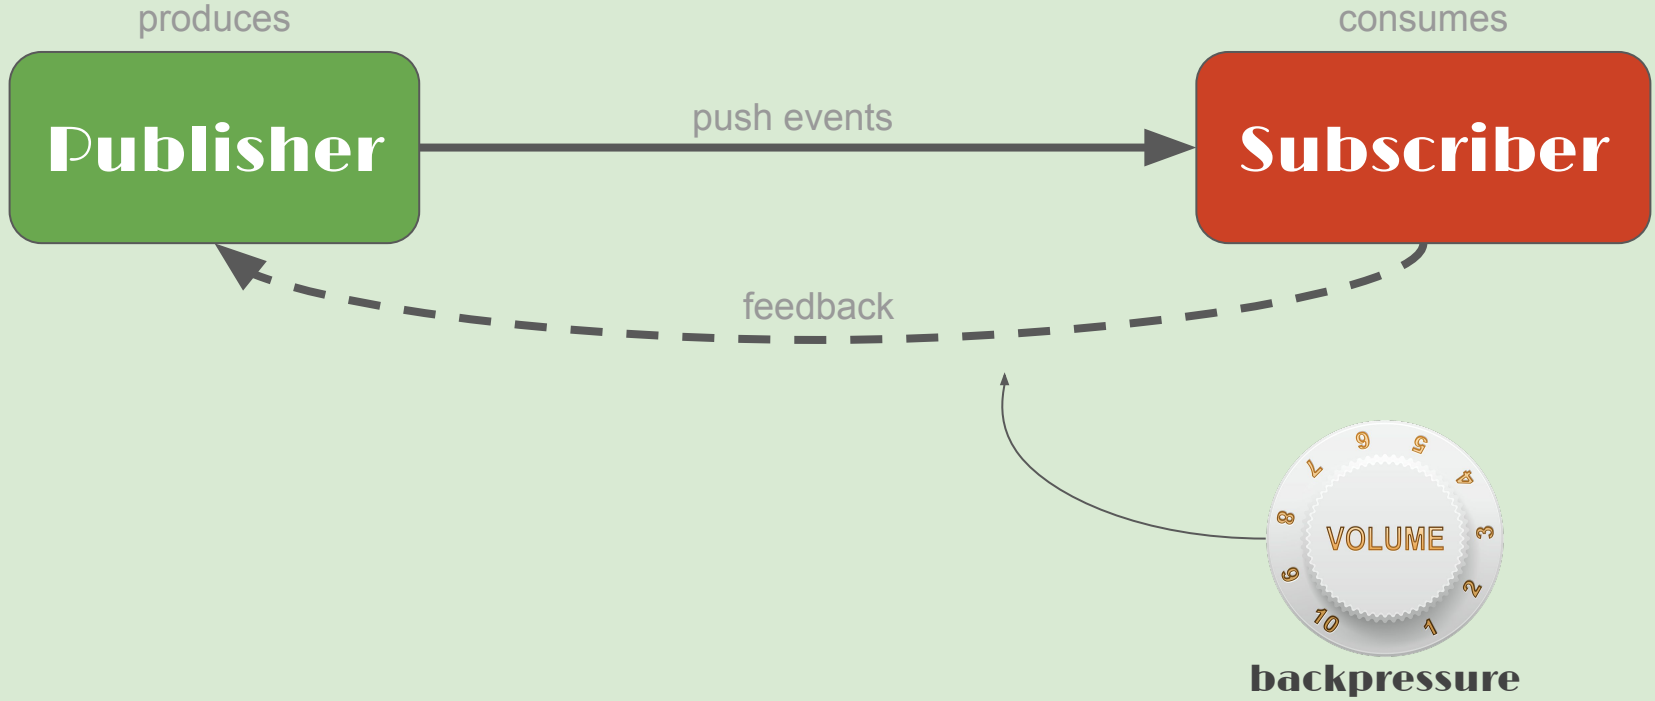 produces
consumes
Publisher
push events
Subscriber
feedback
6
5
7
4
8
3
VOLUME
9
2
10
1
backpressure